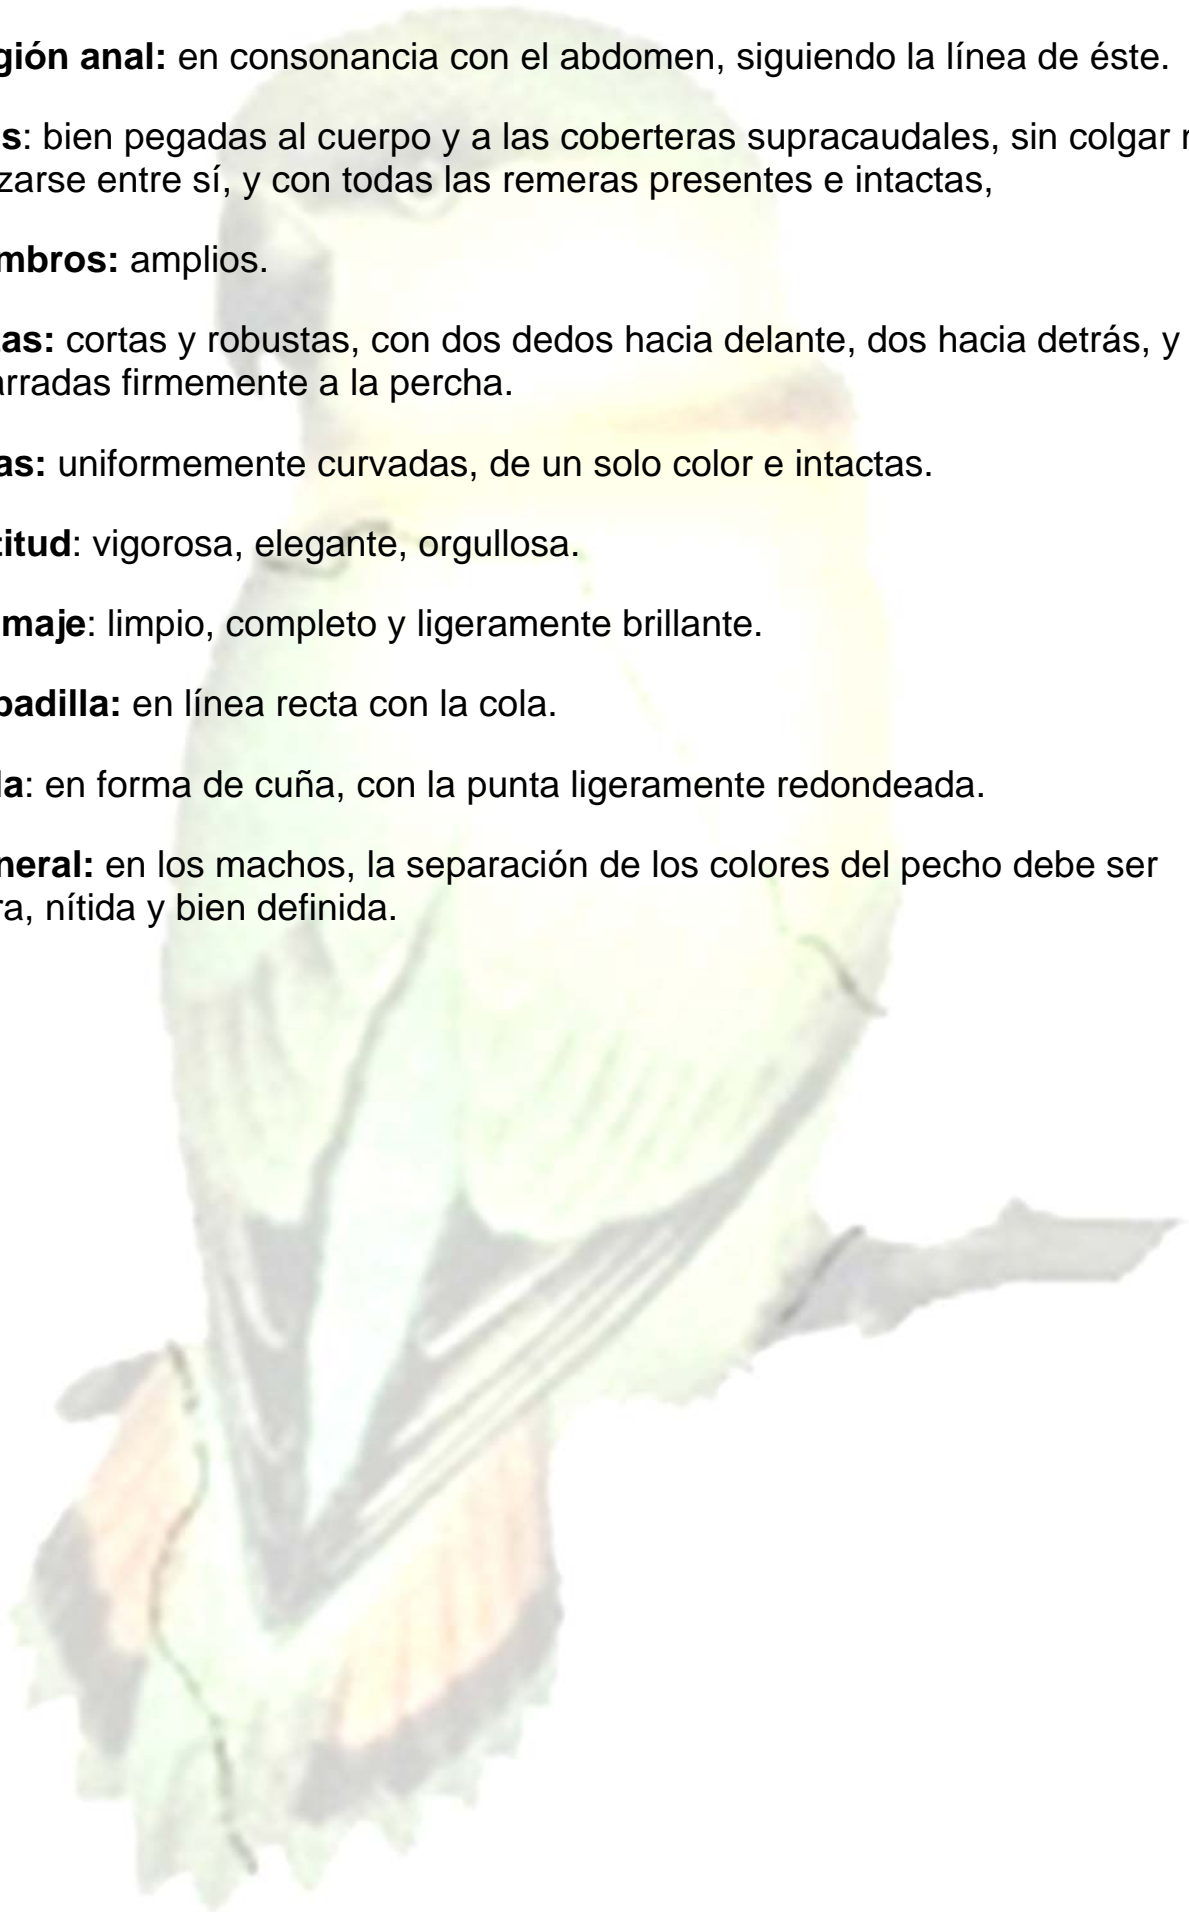 gión anal: en consonancia con el abdomen, siguiendo la línea de éste.
s: bien pegadas al cuerpo y a las coberteras supracaudales, sin colgar
zarse entre sí, y con todas las remeras presentes e intactas,
mbros: amplios.
as: cortas y robustas, con dos dedos hacia delante, dos hacia detrás, y
arradas firmemente a la percha.
as: uniformemente curvadas, de un solo color e intactas.
titud: vigorosa, elegante, orgullosa.
maje: limpio, completo y ligeramente brillante.
badilla: en línea recta con la cola.
la: en forma de cuña, con la punta ligeramente redondeada.
neral: en los machos, la separación de los colores del pecho debe ser
ra, nítida y bien definida.